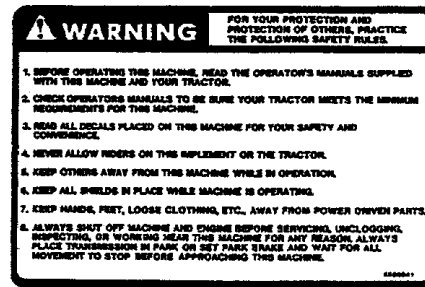 WARNING
FOR YOUR PROTECTION AND
PROTECTION OF OTHERS, PRACTICE
THE FOLLOWING SAFETY RULES.
1. BEFORE OPERATING THIS MACHINE, READ THE OPERATOR'S MANUALS SUPPLIED
WITH THIS MACHINE AND YOUR TRACTOR.
2. CHECK OPERATORS MANUALS TO BE SURE YOUR TRACTOR MEETS THE MINIMUM
REQUIREMENTS FOR THIS MACHINE.
3. READ ALL DECALS PLACED ON THIS MACHINE FOR YOUR SAFETY AND
CONVENIENCE.
4. NEVER ALLOW RIDERS ON THIS IMPLEMENT OR THE TRACTOR.
5. KEEP OTHERS AWAY FROM THIS MACHINE WHILE IN OPERATION.
6. KEEP ALL SHIELDS IN PLACE WHILE MACHINE IS OPERATING.
7. KEEP HANDS, FEET, LOOSE CLOTHING, ETC., AWAY FROM POWER DRIVEN PARTS.
8. ALWAYS SHUT OFF MACHINE AND ENGINE BEFORE SERVICING, UNCLOGGING,
INSPECTING, OR WORKING NEAR THIS MACHINE FOR ANY REASON. ALWAYS
PLACE TRANSMISSION IN PARK OR SET PARK BRAKE AND WAIT FOR ALL
MOVEMENT TO STOP BEFORE APPROACHING THIS MACHINE.